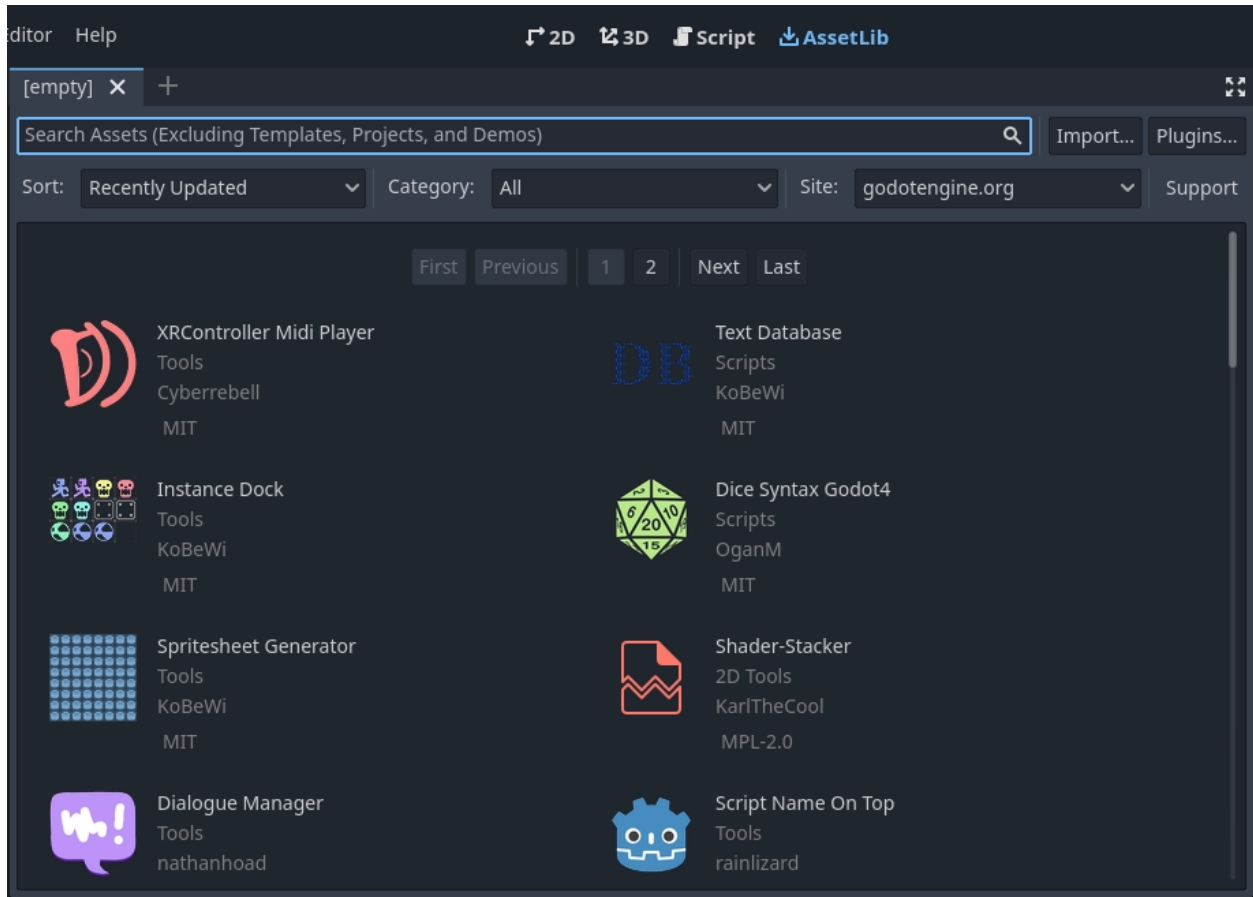 ditor Help 2D 3D Script AssetLib
[empty]
Search Assets (Excluding Templates, Projects, and Demos) Import... Plugins...
Sort: Recently Updated Category: All Site: godotengine.org Support
First Previous 1 2 Next Last
XRController Midi Player
Tools
Cyberrebell
MIT
Text Database
Scripts
KoBeWi
MIT
DB
Instance Dock
Tools
KoBeWi
MIT
Dice Syntax Godot4
Scripts
OganM
MIT
6 20 10
15
Spritesheet Generator
Tools
KoBeWi
MIT
Shader-Stacker
2D Tools
KarlTheCool
MPL-2.0
Dialogue Manager
Tools
nathanhoad
Script Name On Top
Tools
rainlizard